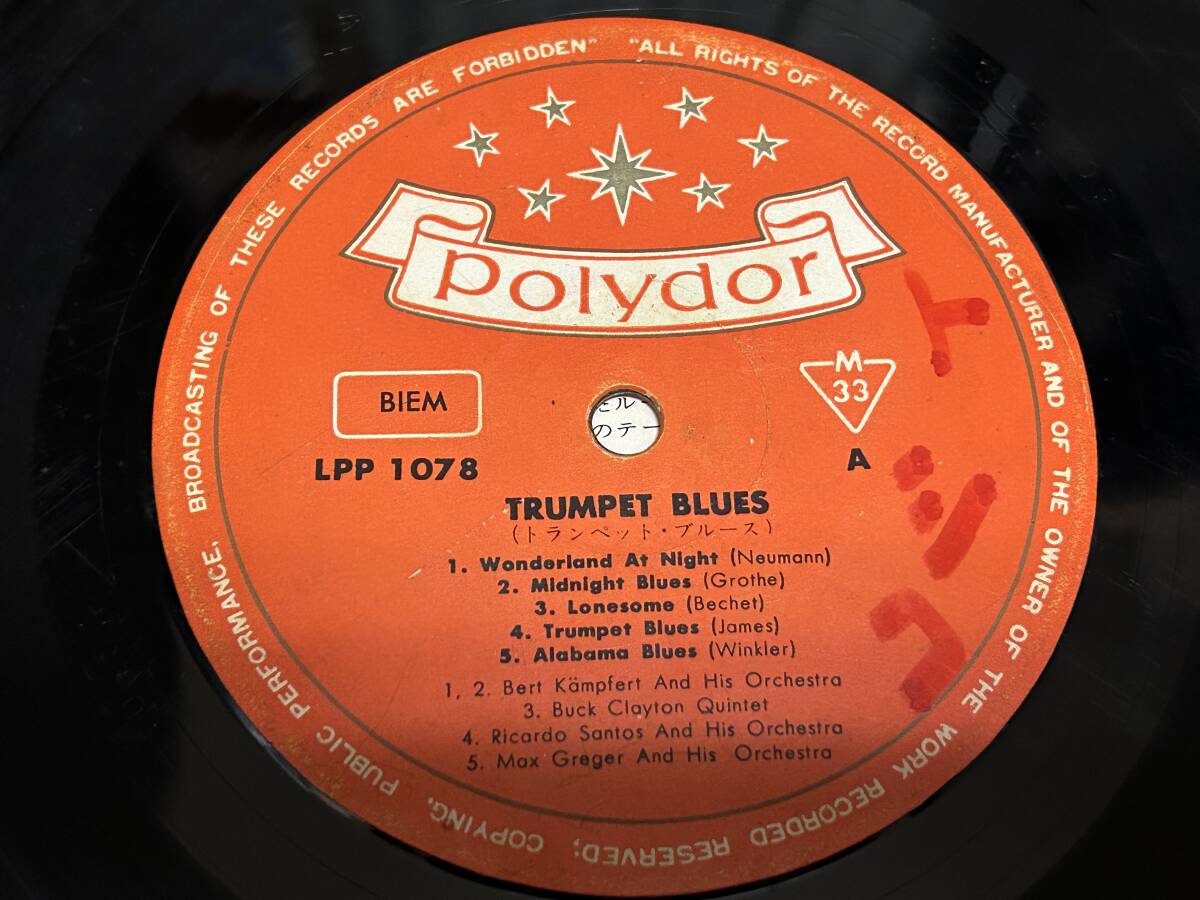 "ALL RIGHTS OF THE RECORD MANUFACTURER AND OF THE OWNER OF THE WORK RECORDED RESERVED; COPYING, PUBLIC PERFORMANCE, BROADCASTING OF THESE RECORDS ARE FORBIDDEN"
polydor
BIEM
M
33
LPP 1078
A
のテー
TRUMPET BLUES
(トランペット・ブルース)
1. Wonderland At Night (Neumann)
2. Midnight Blues (Grothe)
3. Lonesome (Bechet)
4. Trumpet Blues (James)
5. Alabama Blues (Winkler)
1, 2. Bert Kämpfert And His Orchestra
3. Buck Clayton Quintet
4. Ricardo Santos And His Orchestra
5. Max Greger And His Orchestra